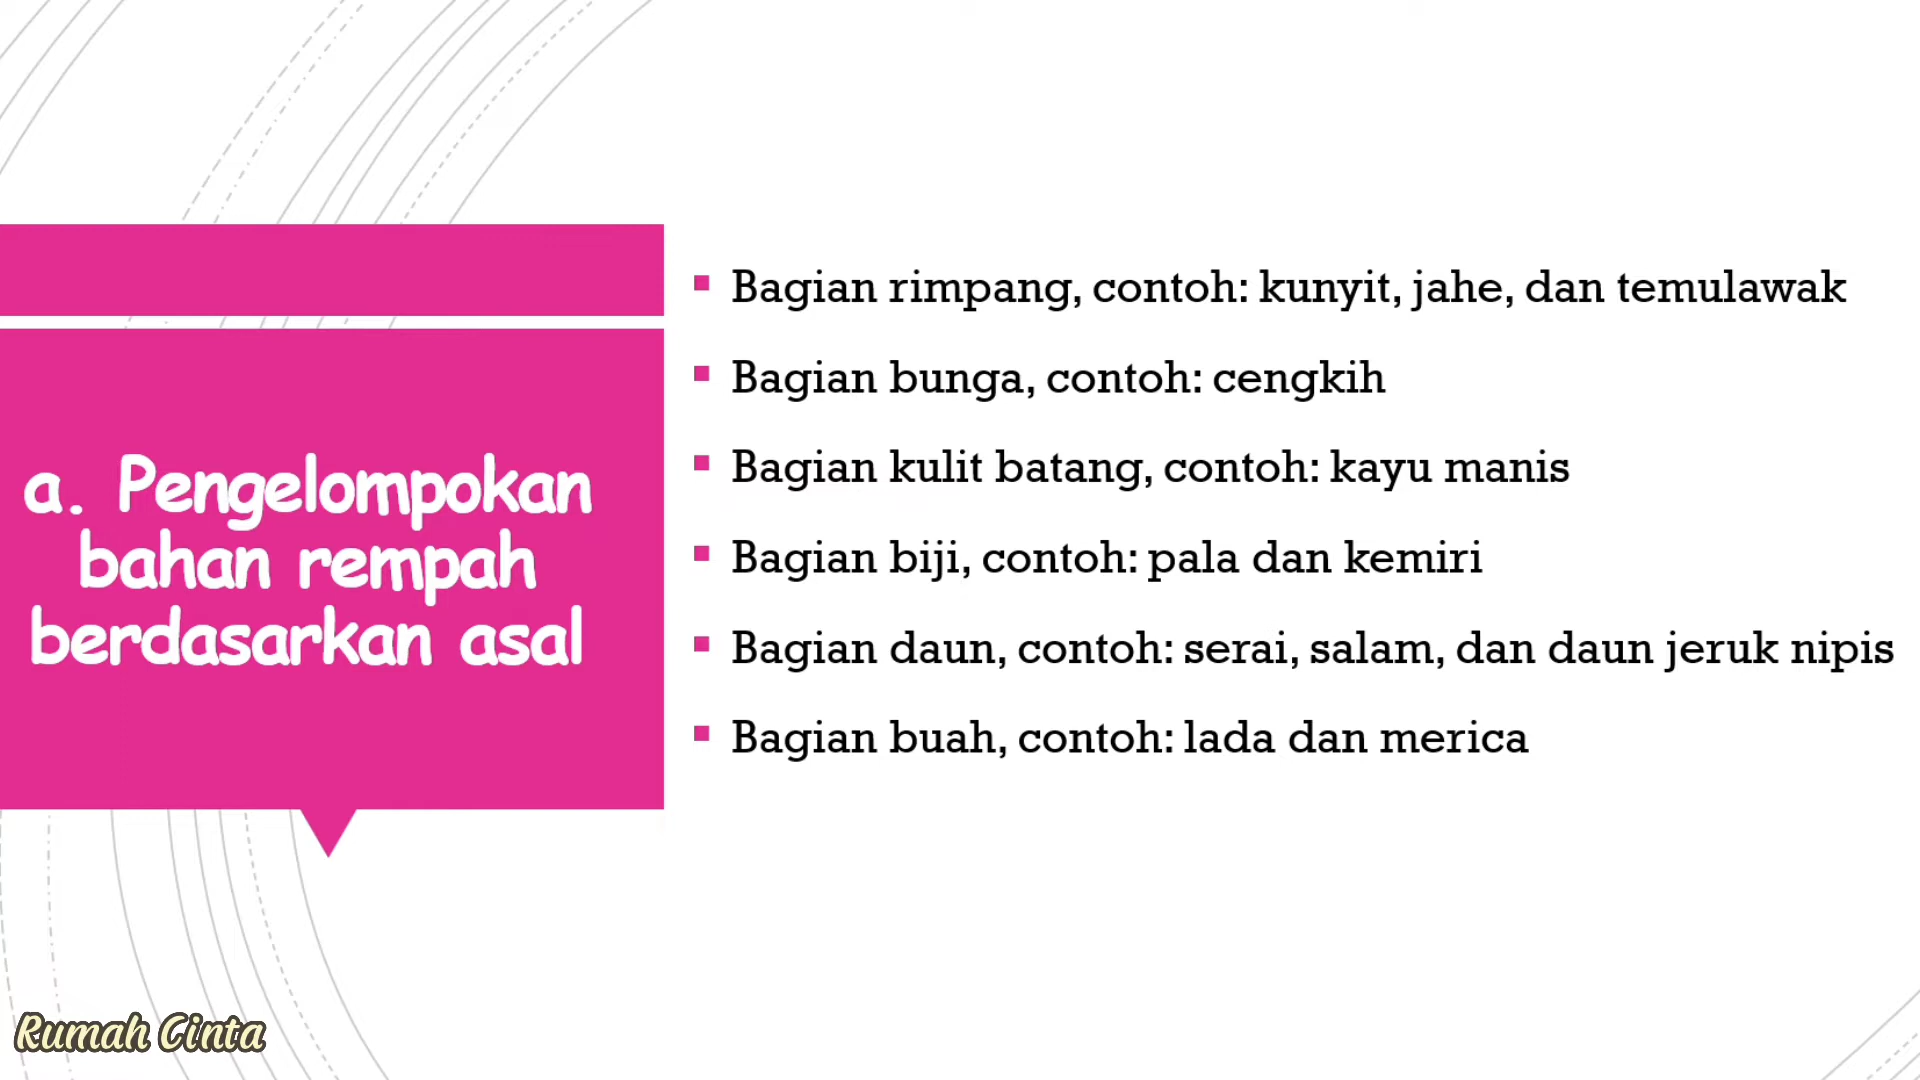 a. Pengelompokan
bahan rempah
berdasarkan asal
Bagian rimpang, contoh: kunyit, jahe, dan temulawak
Bagian bunga, contoh: cengkih
Bagian kulit batang, contoh: kayu manis
Bagian biji, contoh: pala dan kemiri
Bagian daun, contoh: serai, salam, dan daun jeruk nipis
Bagian buah, contoh: lada dan merica
Rumah Cinta